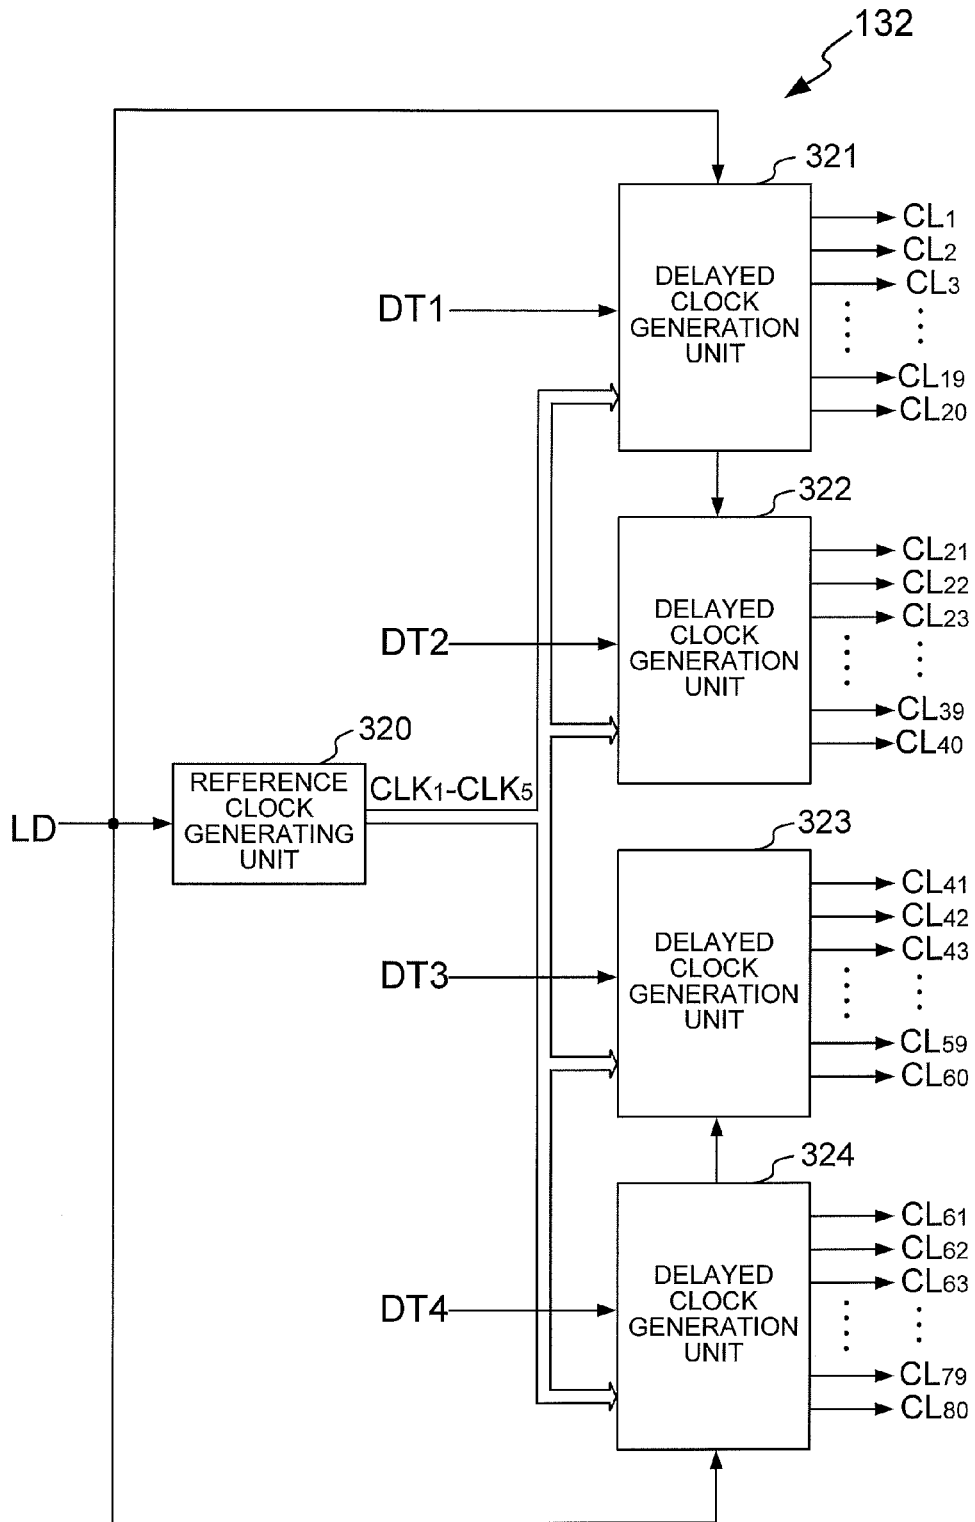 132
321
DELAYED
CLOCK
GENERATION
UNIT
DT1
CL1
CL2
CL3
CL19
CL20
322
DELAYED
CLOCK
GENERATION
UNIT
DT2
CL21
CL22
CL23
CL39
CL40
320
REFERENCE
CLOCK
GENERATING
UNIT
LD
CLK1-CLK5
323
DELAYED
CLOCK
GENERATION
UNIT
DT3
CL41
CL42
CL43
CL59
CL60
324
DELAYED
CLOCK
GENERATION
UNIT
DT4
CL61
CL62
CL63
CL79
CL80